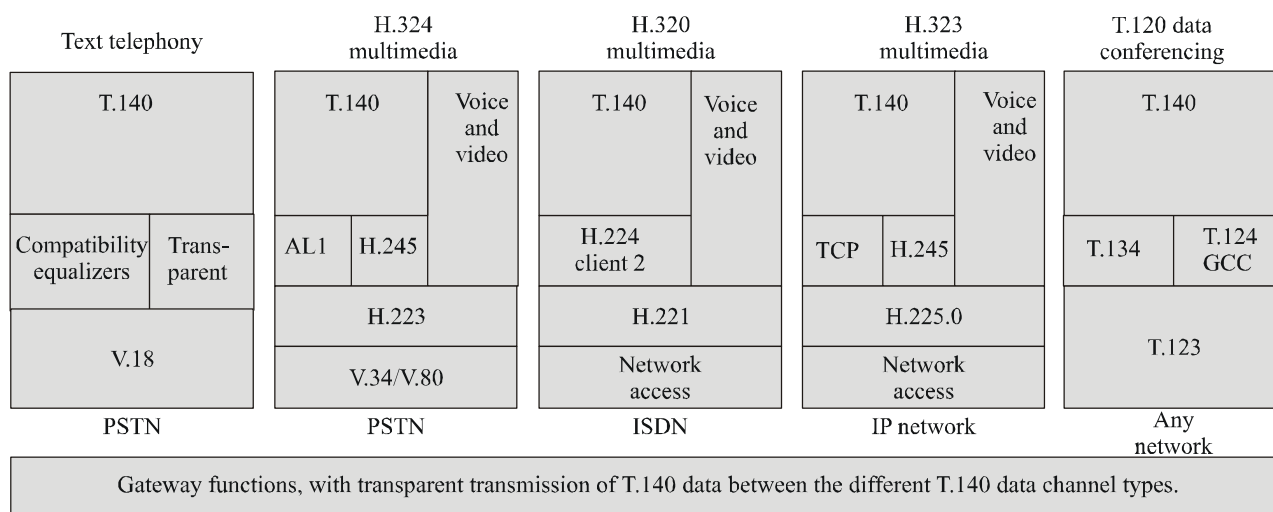 Text telephony
H.324
multimedia
H.320
multimedia
H.323
multimedia
T.120 data
conferencing
T.140
Compatibility
equalizers
Trans-
parent
V.18
PSTN
T.140
Voice
and
video
AL1
H.245
H.223
V.34/V.80
PSTN
T.140
Voice
and
video
H.224
client 2
H.221
Network
access
ISDN
T.140
Voice
and
video
TCP
H.245
H.225.0
Network
access
IP network
T.140
T.134
T.124
GCC
T.123
Any
network
Gateway functions, with transparent transmission of T.140 data between the different T.140 data channel types.